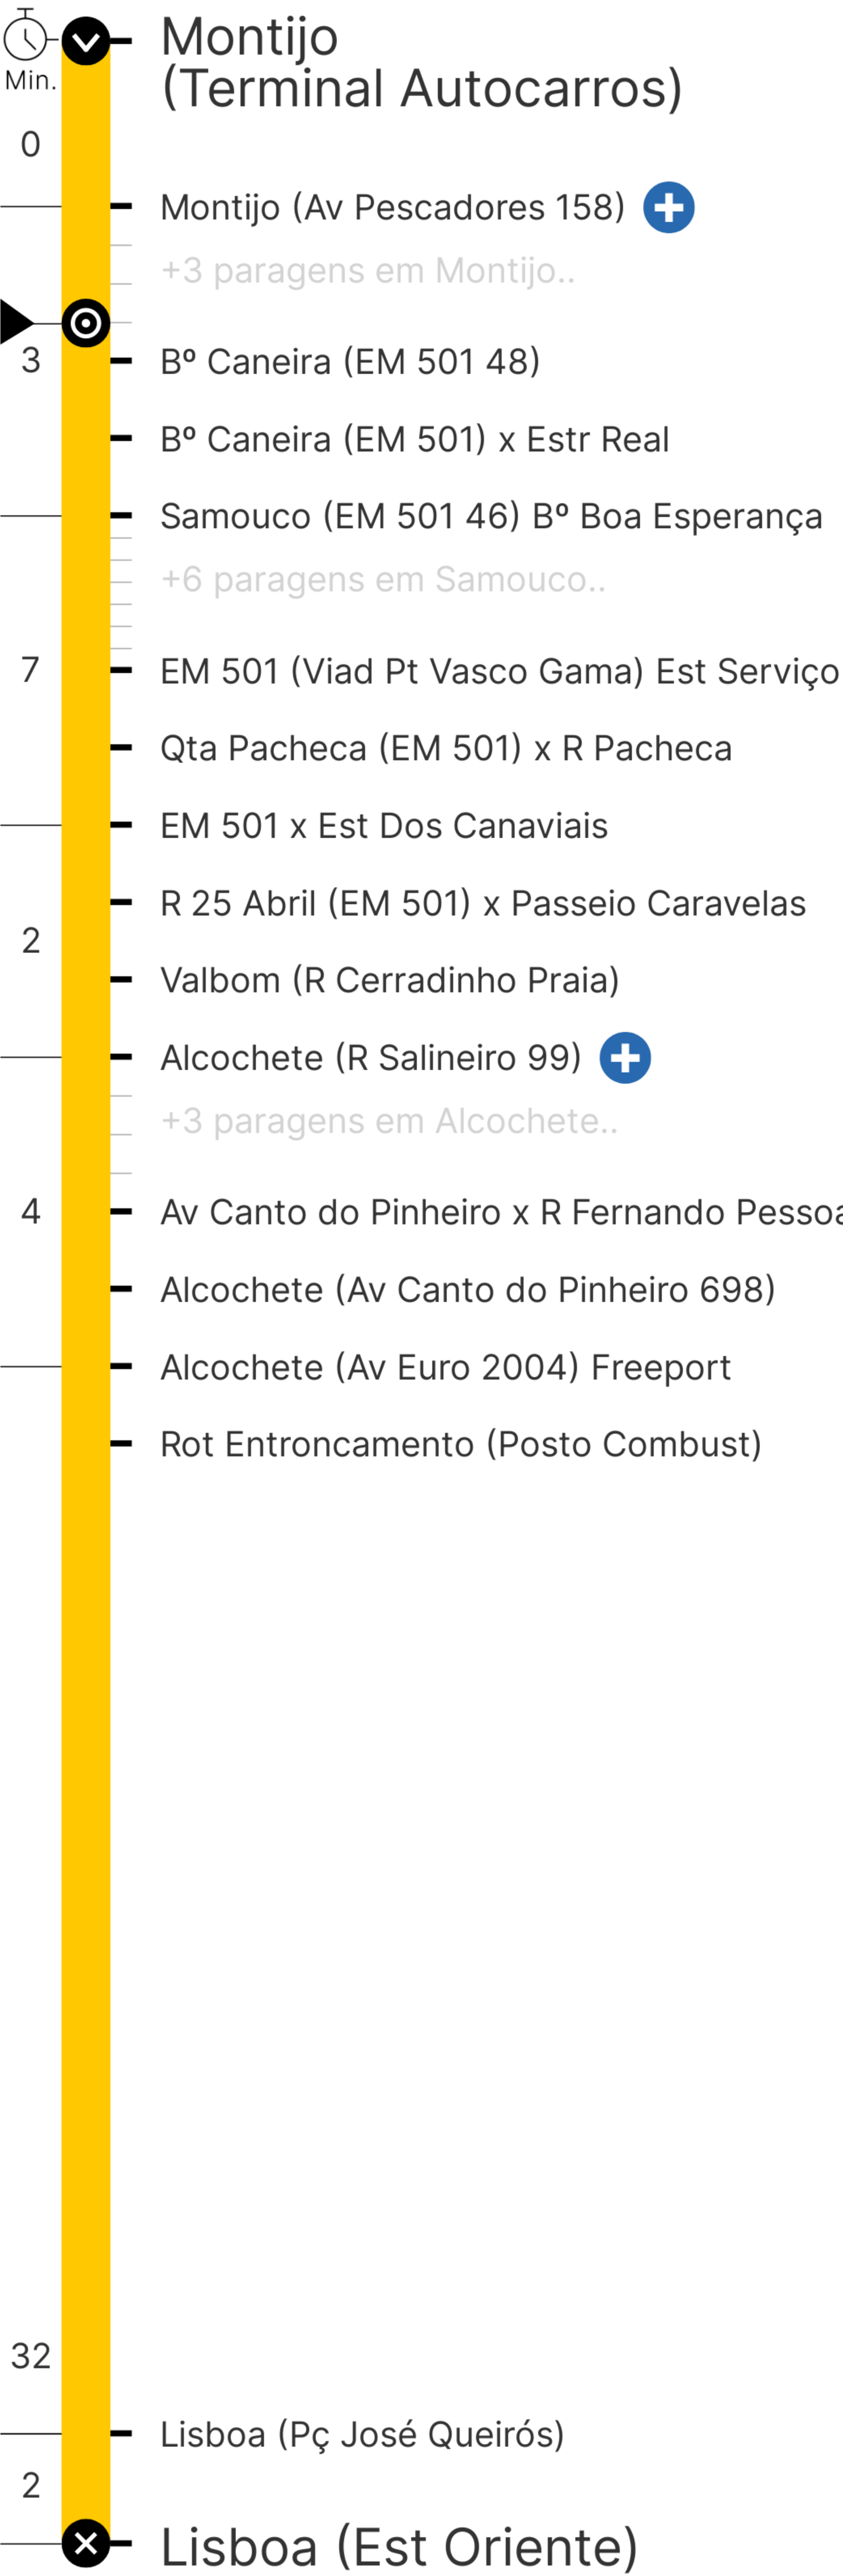 Montijo
(Terminal Autocarros)
Min.
0
Montijo (Av Pescadores 158)
+3 paragens em Montijo..
3
Bº Caneira (EM 501 48)
Bº Caneira (EM 501) x Estr Real
Samouco (EM 501 46) Bº Boa Esperança
+6 paragens em Samouco..
7
EM 501 (Viad Pt Vasco Gama) Est Serviço
Qta Pacheca (EM 501) x R Pacheca
EM 501 x Est Dos Canaviais
R 25 Abril (EM 501) x Passeio Caravelas
2
Valbom (R Cerradinho Praia)
Alcochete (R Salineiro 99)
+3 paragens em Alcochete..
4
Av Canto do Pinheiro x R Fernando Pessoa
Alcochete (Av Canto do Pinheiro 698)
Alcochete (Av Euro 2004) Freeport
Rot Entroncamento (Posto Combust)
32
Lisboa (Pç José Queirós)
2
Lisboa (Est Oriente)